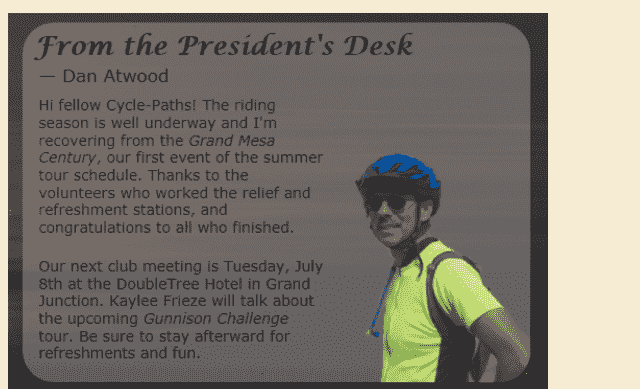 From the President's Desk
— Dan Atwood
Hi fellow Cycle-Paths! The riding
season is well underway and I'm
recovering from the Grand Mesa
Century, our first event of the summer
tour schedule. Thanks to the
volunteers who worked the relief and
refreshment stations, and
congratulations to all who finished.
Our next club meeting is Tuesday, July
8th at the DoubleTree Hotel in Grand
Junction. Kaylee Frieze will talk about
the upcoming Gunnison Challenge
tour. Be sure to stay afterward for
refreshments and fun.